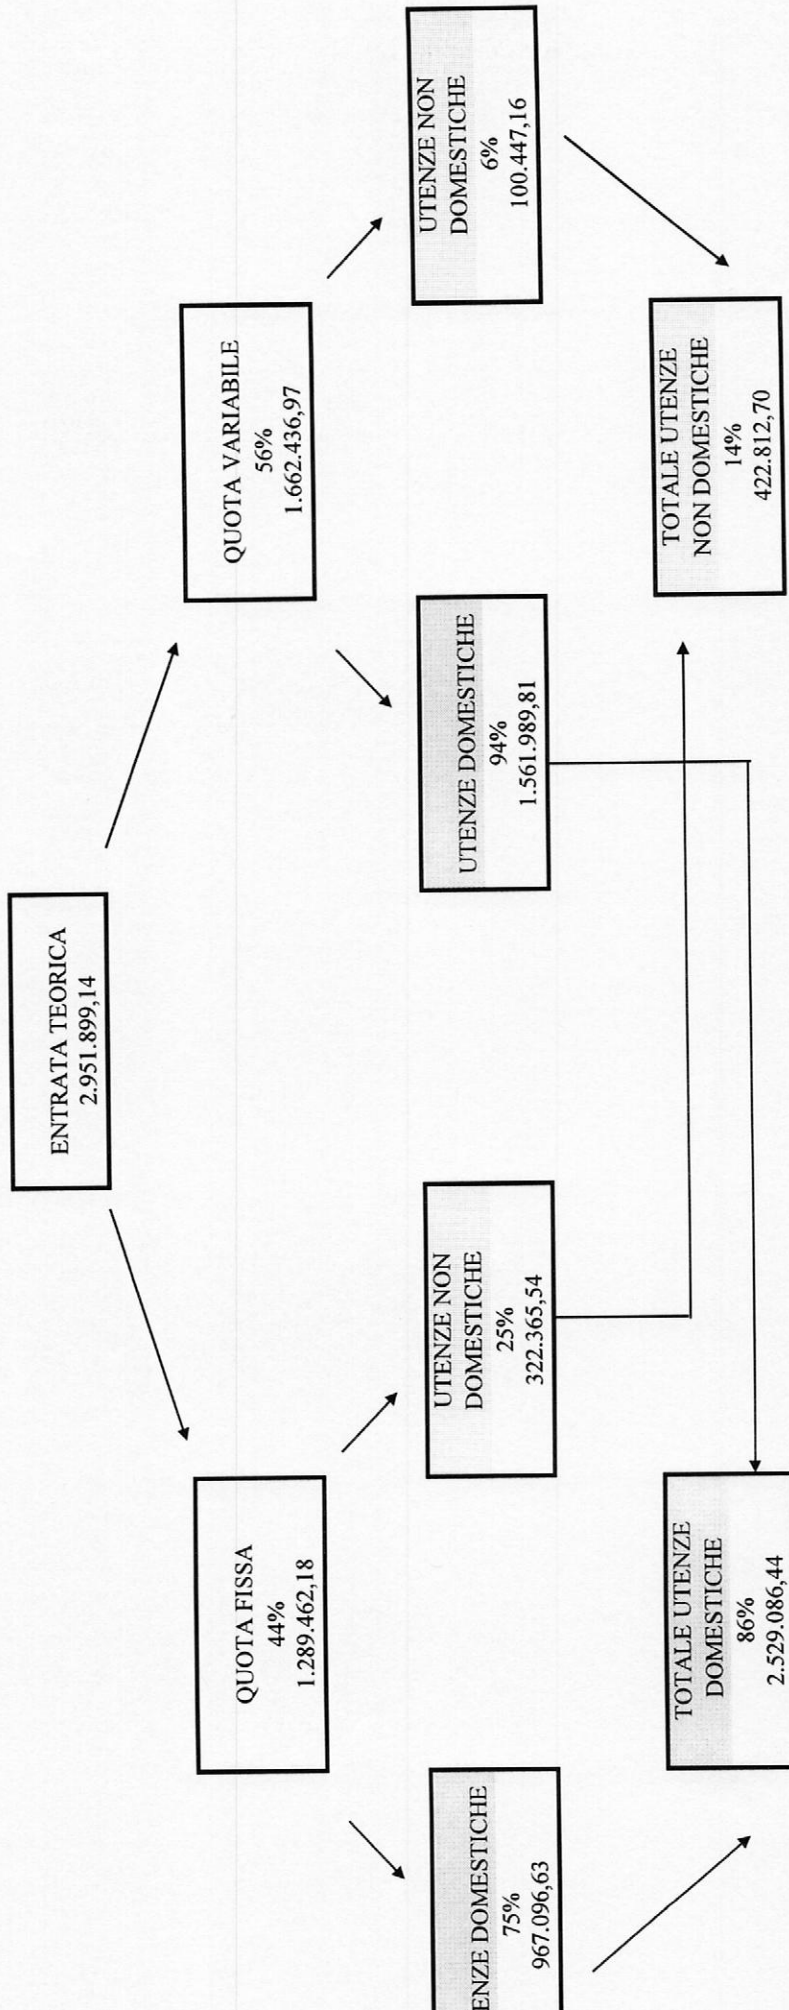 ENTRATA TEORICA
2.951.899,14
QUOTA FISSA
44%
1.289.462,18
QUOTA VARIABILE
56%
1.662.436,97
ENZE DOMESTICHE
75%
967.096,63
UTENZE NON
DOMESTICHE
25%
322.365,54
UTENZE DOMESTICHE
94%
1.561.989,81
UTENZE NON
DOMESTICHE
6%
100.447,16
TOTALE UTENZE
DOMESTICHE
86%
2.529.086,44
TOTALE UTENZE
NON DOMESTICHE
14%
422.812,70